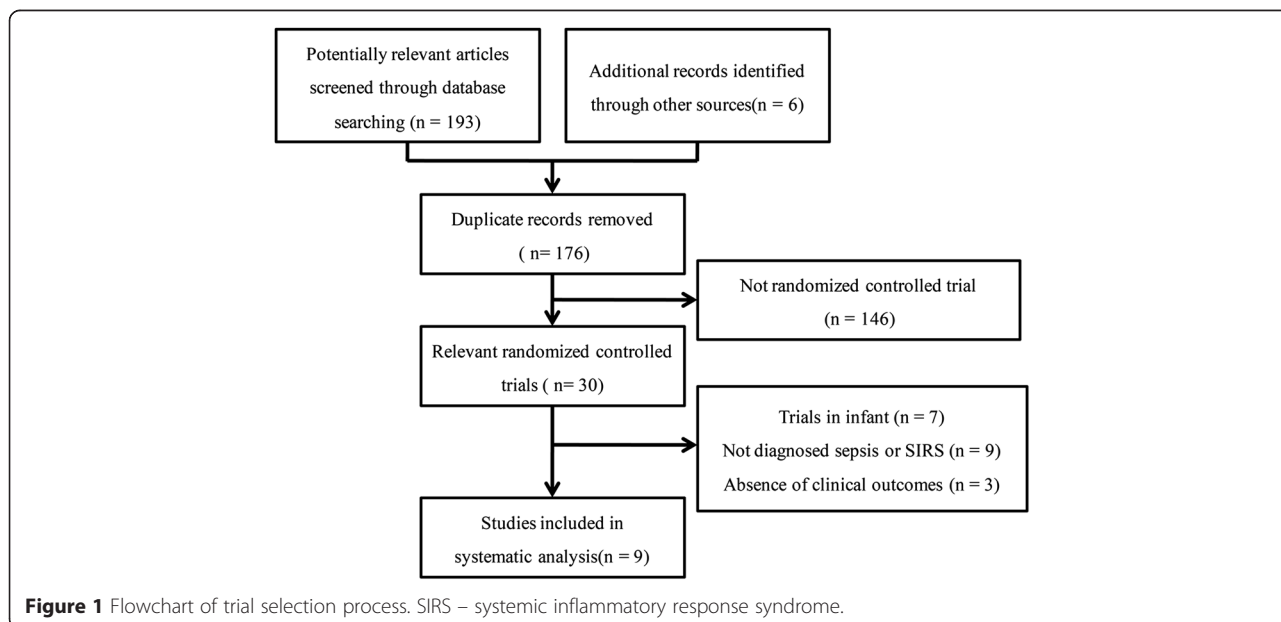 Potentially relevant articles
screened through database
searching (n = 193)
Additional records identified
through other sources(n = 6)
Duplicate records removed
( n= 176)
Not randomized controlled trial
(n = 146)
Relevant randomized controlled
trials ( n= 30)
Trials in infant (n = 7)
Not diagnosed sepsis or SIRS (n = 9)
Absence of clinical outcomes (n = 3)
Studies included in
systematic analysis(n = 9)
Figure 1 Flowchart of trial selection process. SIRS – systemic inflammatory response syndrome.